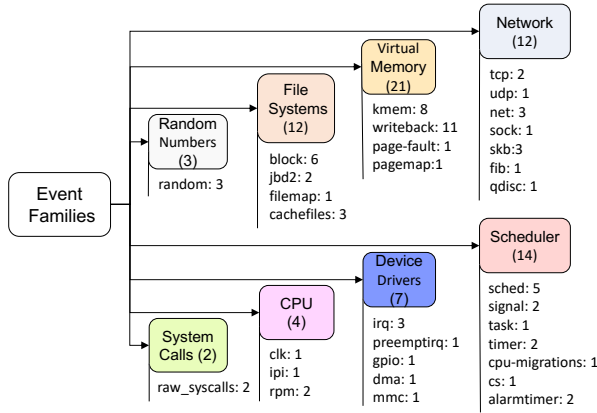 Event
Families
Random
Numbers
(3)
random: 3
File
Systems
(12)
block: 6
jbd2: 2
filemap: 1
cachefiles: 3
Virtual
Memory
(21)
kmem: 8
writeback: 11
page-fault: 1
pagemap:1
Network
(12)
tcp: 2
udp: 1
net: 3
sock: 1
skb:3
fib: 1
qdisc: 1
System
Calls (2)
raw_syscalls: 2
CPU
(4)
clk: 1
ipi: 1
rpm: 2
Device
Drivers
(7)
irq: 3
preemptirq: 1
gpio: 1
dma: 1
mmc: 1
Scheduler
(14)
sched: 5
signal: 2
task: 1
timer: 2
cpu-migrations: 1
cs: 1
alarmtimer: 2